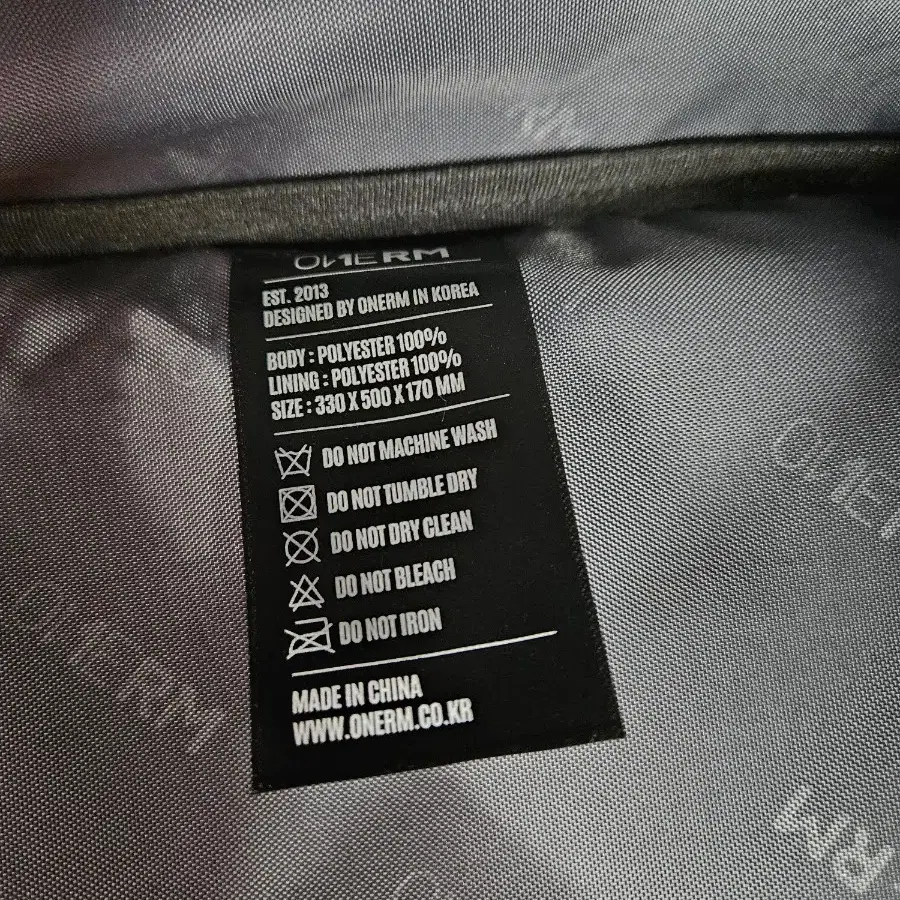 ONERM
EST. 2013
DESIGNED BY ONERM IN KOREA
BODY : POLYESTER 100%
LINING : POLYESTER 100%
SIZE : 330 X 500 X 170 MM
DO NOT MACHINE WASH
DO NOT TUMBLE DRY
DO NOT DRY CLEAN
DO NOT BLEACH
DO NOT IRON
MADE IN CHINA
WWW.ONERM.CO.KR